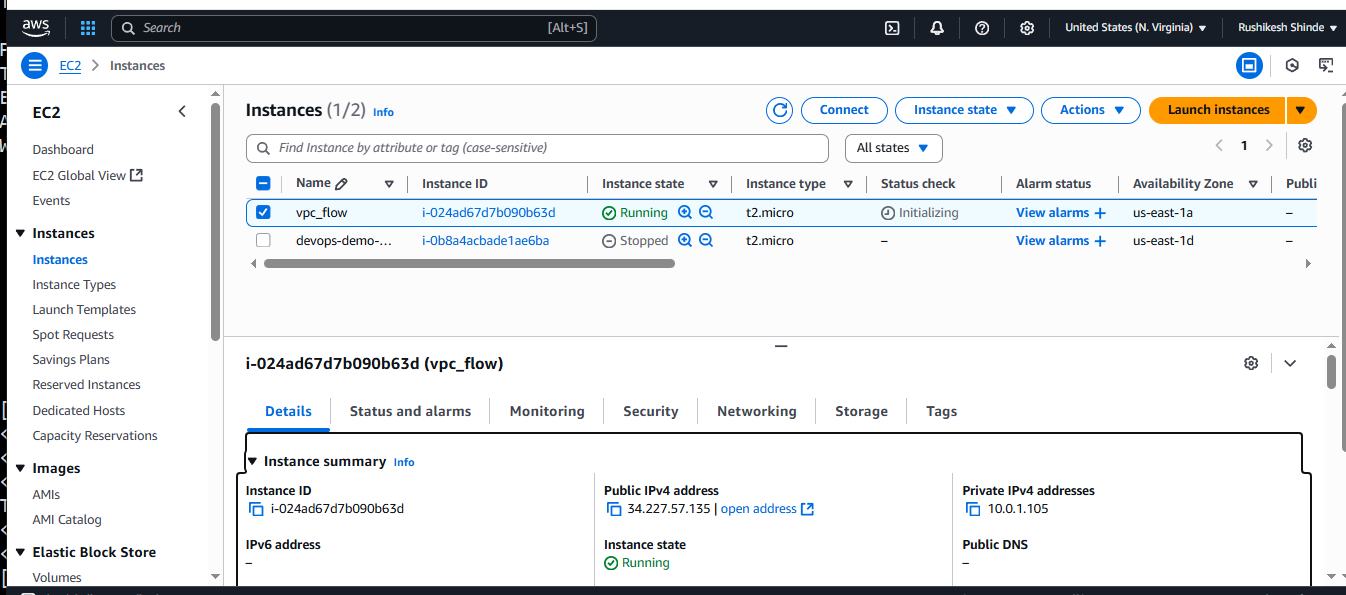 aws Search [Alt+S] United States (N. Virginia) Rushikesh Shinde
EC2 Instances
EC2
Dashboard
EC2 Global View
Events
Instances
Instances
Instance Types
Launch Templates
Spot Requests
Savings Plans
Reserved Instances
Dedicated Hosts
Capacity Reservations
Images
AMIs
AMI Catalog
Elastic Block Store
Volumes
Instances (1/2) Info Connect Instance state Actions Launch instances
Find Instance by attribute or tag (case-sensitive) All states 1
Name Instance ID Instance state Instance type Status check Alarm status Availability Zone Publi
vpc_flow i-024ad67d7b090b63d Running t2.micro Initializing View alarms + us-east-1a –
devops-demo-... i-0b8a4acbade1ae6ba Stopped t2.micro – View alarms + us-east-1d –
i-024ad67d7b090b63d (vpc_flow)
Details Status and alarms Monitoring Security Networking Storage Tags
Instance summary Info
Instance ID Public IPv4 address Private IPv4 addresses
i-024ad67d7b090b63d 34.227.57.135 | open address 10.0.1.105
IPv6 address Instance state Public DNS
– Running –